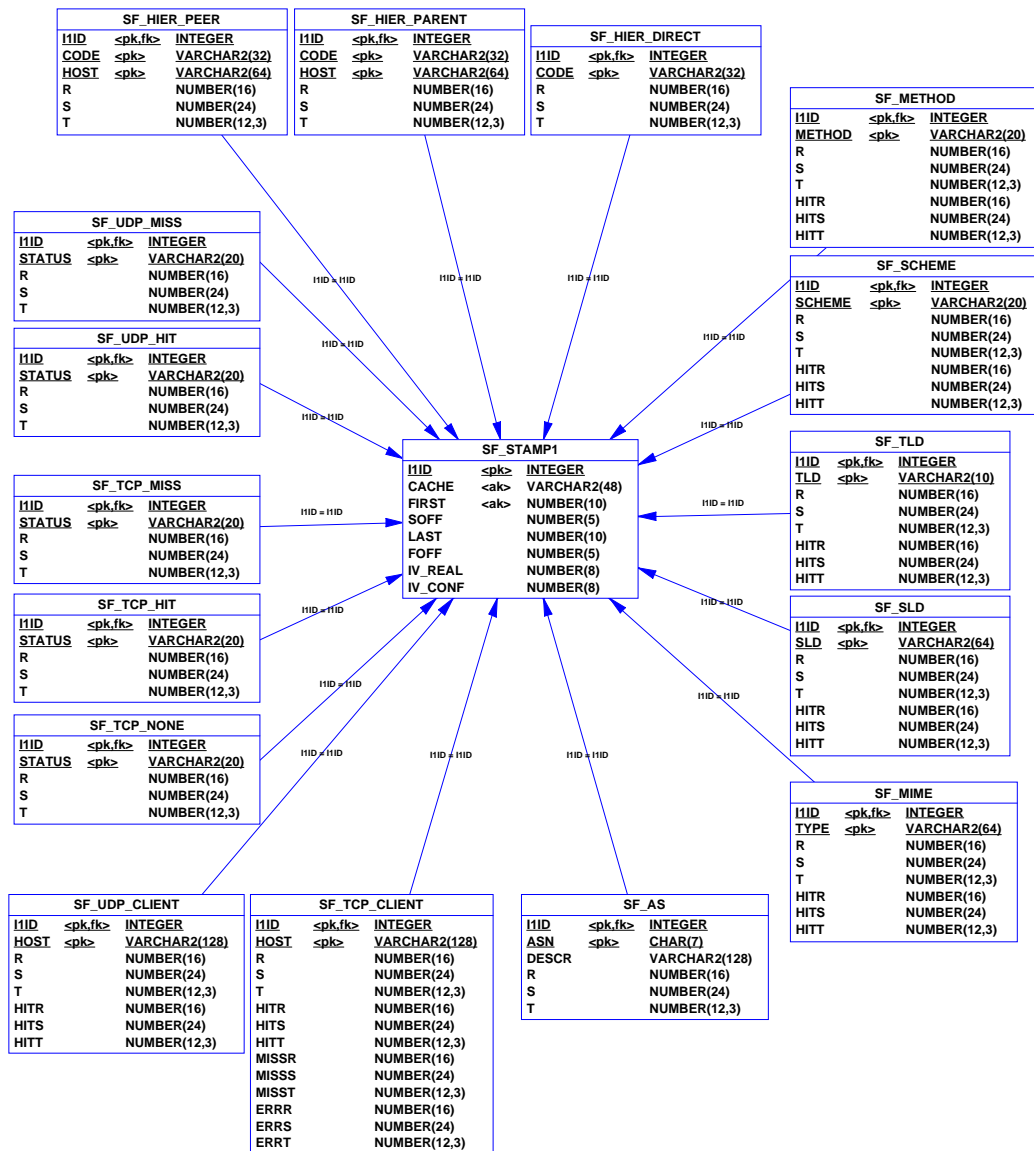 SF_HIER_PEER
I1ID <pk,fk> INTEGER
CODE <pk> VARCHAR2(32)
HOST <pk> VARCHAR2(64)
R NUMBER(16)
S NUMBER(24)
T NUMBER(12,3)
SF_HIER_PARENT
I1ID <pk,fk> INTEGER
CODE <pk> VARCHAR2(32)
HOST <pk> VARCHAR2(64)
R NUMBER(16)
S NUMBER(24)
T NUMBER(12,3)
SF_HIER_DIRECT
I1ID <pk,fk> INTEGER
CODE <pk> VARCHAR2(32)
R NUMBER(16)
S NUMBER(24)
T NUMBER(12,3)
SF_METHOD
I1ID <pk,fk> INTEGER
METHOD <pk> VARCHAR2(20)
R NUMBER(16)
S NUMBER(24)
T NUMBER(12,3)
HITR NUMBER(16)
HITS NUMBER(24)
HITT NUMBER(12,3)
SF_UDP_MISS
I1ID <pk,fk> INTEGER
STATUS <pk> VARCHAR2(20)
R NUMBER(16)
S NUMBER(24)
T NUMBER(12,3)
I1ID = I1ID
I1ID = I1ID
I1ID = I1ID
I1ID = I1ID
I1ID = I1ID
SF_SCHEME
I1ID <pk,fk> INTEGER
SCHEME <pk> VARCHAR2(20)
R NUMBER(16)
S NUMBER(24)
T NUMBER(12,3)
HITR NUMBER(16)
HITS NUMBER(24)
HITT NUMBER(12,3)
SF_UDP_HIT
I1ID <pk,fk> INTEGER
STATUS <pk> VARCHAR2(20)
R NUMBER(16)
S NUMBER(24)
T NUMBER(12,3)
I1ID = I1ID
I1ID = I1ID
SF_STAMP1
I1ID <pk> INTEGER
CACHE <ak> VARCHAR2(48)
FIRST <ak> NUMBER(10)
SOFF NUMBER(5)
LAST NUMBER(10)
FOFF NUMBER(5)
IV_REAL NUMBER(8)
IV_CONF NUMBER(8)
SF_TLD
I1ID <pk,fk> INTEGER
TLD <pk> VARCHAR2(10)
R NUMBER(16)
S NUMBER(24)
T NUMBER(12,3)
HITR NUMBER(16)
HITS NUMBER(24)
HITT NUMBER(12,3)
SF_TCP_MISS
I1ID <pk,fk> INTEGER
STATUS <pk> VARCHAR2(20)
R NUMBER(16)
S NUMBER(24)
T NUMBER(12,3)
I1ID = I1ID
I1ID = I1ID
SF_TCP_HIT
I1ID <pk,fk> INTEGER
STATUS <pk> VARCHAR2(20)
R NUMBER(16)
S NUMBER(24)
T NUMBER(12,3)
I1ID = I1ID
I1ID = I1ID
SF_SLD
I1ID <pk,fk> INTEGER
SLD <pk> VARCHAR2(64)
R NUMBER(16)
S NUMBER(24)
T NUMBER(12,3)
HITR NUMBER(16)
HITS NUMBER(24)
HITT NUMBER(12,3)
SF_TCP_NONE
I1ID <pk,fk> INTEGER
STATUS <pk> VARCHAR2(20)
R NUMBER(16)
S NUMBER(24)
T NUMBER(12,3)
I1ID = I1ID
I1ID = I1ID
I1ID = I1ID
I1ID = I1ID
I1ID = I1ID
SF_MIME
I1ID <pk,fk> INTEGER
TYPE <pk> VARCHAR2(64)
R NUMBER(16)
S NUMBER(24)
T NUMBER(12,3)
HITR NUMBER(16)
HITS NUMBER(24)
HITT NUMBER(12,3)
SF_UDP_CLIENT
I1ID <pk,fk> INTEGER
HOST <pk> VARCHAR2(128)
R NUMBER(16)
S NUMBER(24)
T NUMBER(12,3)
HITR NUMBER(16)
HITS NUMBER(24)
HITT NUMBER(12,3)
SF_TCP_CLIENT
I1ID <pk,fk> INTEGER
HOST <pk> VARCHAR2(128)
R NUMBER(16)
S NUMBER(24)
T NUMBER(12,3)
HITR NUMBER(16)
HITS NUMBER(24)
HITT NUMBER(12,3)
MISSR NUMBER(16)
MISSS NUMBER(24)
MISST NUMBER(12,3)
ERRR NUMBER(16)
ERRS NUMBER(24)
ERRT NUMBER(12,3)
SF_AS
I1ID <pk,fk> INTEGER
ASN <pk> CHAR(7)
DESCR VARCHAR2(128)
R NUMBER(16)
S NUMBER(24)
T NUMBER(12,3)